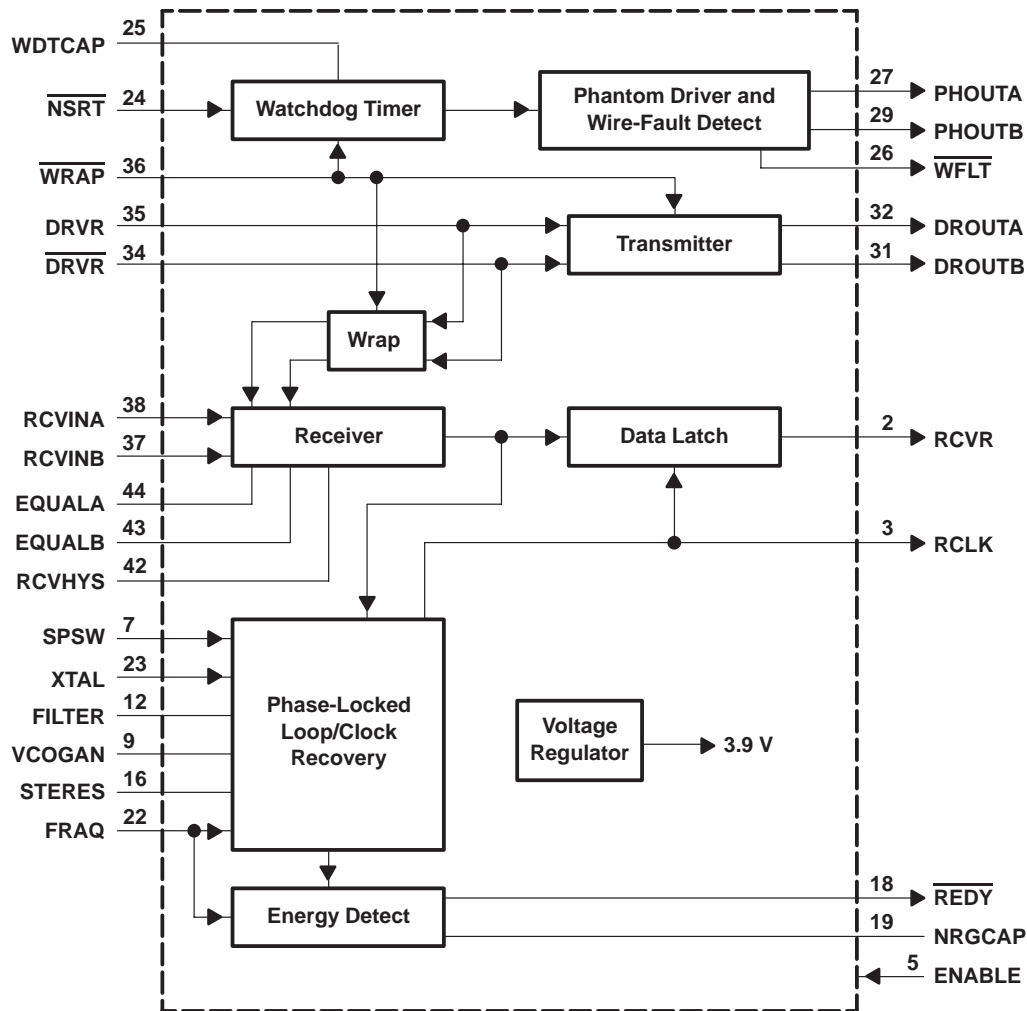 25
WDTCAP
27
NSRT 24 Watchdog Timer Phantom Driver and PHOUTA
Wire-Fault Detect 29
PHOUTB
WRAP 36 26
WFLT
DRVR 35 32
DROUTA
Transmitter
DRVR 34 31
DROUTB
Wrap
RCVINA 38
Receiver Data Latch 2 RCVR
RCVINB 37
EQUALA 44
EQUALB 43 3 RCLK
RCVHYS 42
SPSW 7
XTAL 23
FILTER 12 Phase-Locked
Loop/Clock
Recovery
Voltage
Regulator 3.9 V
VCOGAN 9
STERES 16
FRAQ 22
18 REDY
Energy Detect
19 NRGCAP
5 ENABLE